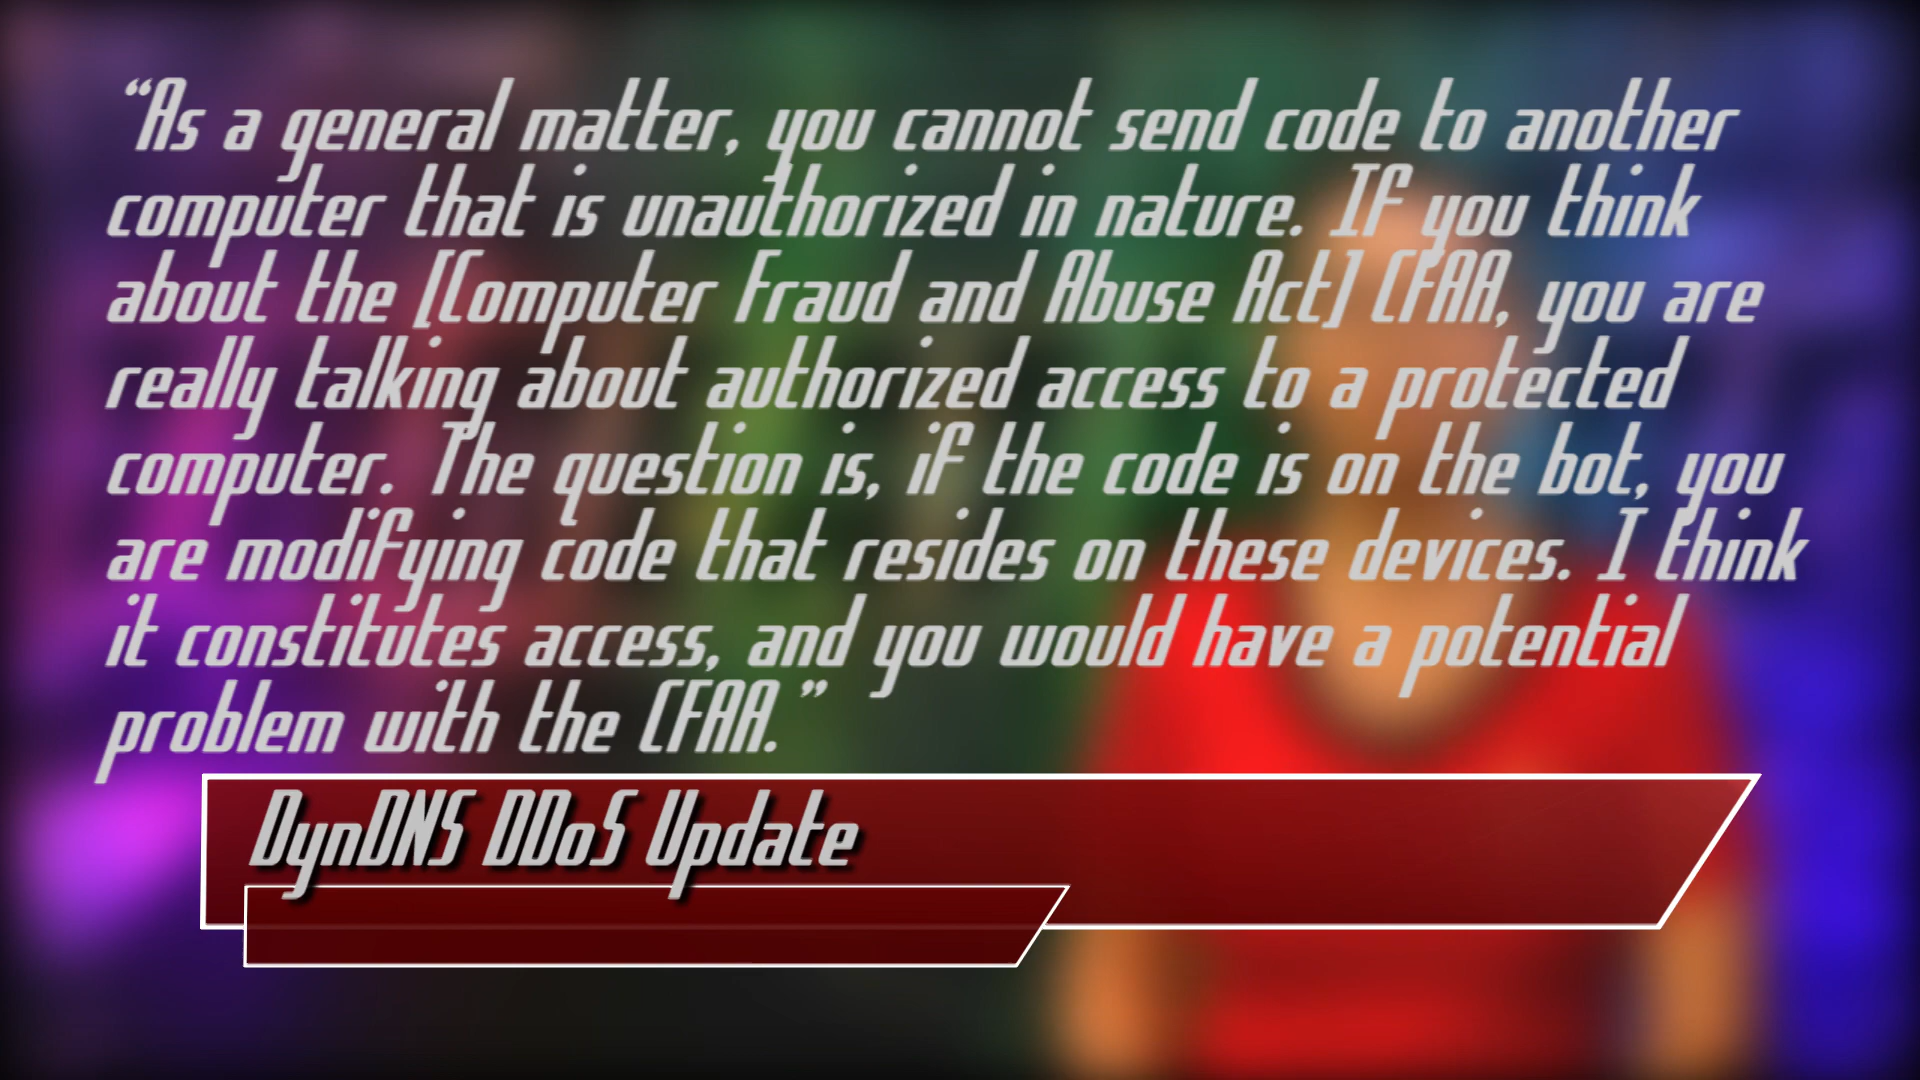 “As a general matter, you cannot send code to another
computer that is unauthorized in nature. If you think
about the [Computer Fraud and Abuse Act] CFAA, you are
really talking about authorized access to a protected
computer. The question is, if the code is on the bot, you
are modifying code that resides on these devices. I think
it constitutes access, and you would have a potential
problem with the CFAA.”
DynDNS DDoS Update